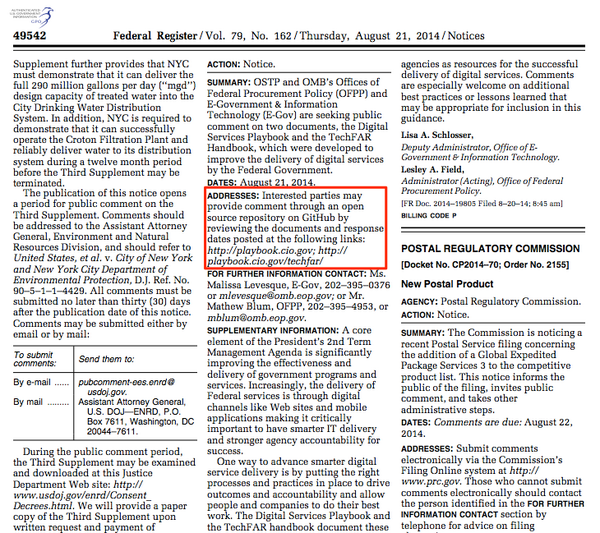 AUTHENTICATED
U.S. GOVERNMENT
INFORMATION
GPO
49542
Federal Register / Vol. 79, No. 162 / Thursday, August 21, 2014 / Notices
Supplement further provides that NYC
must demonstrate that it can deliver the
full 290 million gallons per day (“mgd”)
design capacity of treated water into the
City Drinking Water Distribution
System. In addition, NYC is required to
demonstrate that it can successfully
operate the Croton Filtration Plant and
reliably deliver water to its distribution
system during a twelve month period
before the Third Supplement may be
terminated.
The publication of this notice opens
a period for public comment on the
Third Supplement. Comments should
be addressed to the Assistant Attorney
General, Environment and Natural
Resources Division, and should refer to
United States, et al. v. City of New York
and New York City Department of
Environmental Protection, D.J. Ref. No.
90–5–1–1–4429. All comments must be
submitted no later than thirty (30) days
after the publication date of this notice.
Comments may be submitted either by
email or by mail:
To submit
comments:
Send them to:
By e-mail ......
pubcomment-ees.enrd@
usdoj.gov.
By mail .........
Assistant Attorney General,
U.S. DOJ—ENRD, P.O.
Box 7611, Washington, DC
20044–7611.
During the public comment period,
the Third Supplement may be examined
and downloaded at this Justice
Department Web site: http://
www.usdoj.gov/enrd/Consent_
Decrees.html. We will provide a paper
copy of the Third Supplement upon
written request and payment of
ACTION: Notice.
SUMMARY: OSTP and OMB's Offices of
Federal Procurement Policy (OFPP) and
E-Government & Information
Technology (E-Gov) are seeking public
comment on two documents, the Digital
Services Playbook and the TechFAR
Handbook, which were developed to
improve the delivery of digital services
by the Federal Government.
DATES: August 21, 2014.
ADDRESSES: Interested parties may
provide comment through an open
source repository on GitHub by
reviewing the documents and response
dates posted at the following links:
http://playbook.cio.gov; http://
playbook.cio.gov/techfar/
FOR FURTHER INFORMATION CONTACT: Ms.
Malissa Levesque, E-Gov, 202–395–0376
or mlevesque@omb.eop.gov; or Mr.
Mathew Blum, OFPP, 202–395–4953, or
mblum@omb.eop.gov.
SUPPLEMENTARY INFORMATION: A core
element of the President's 2nd Term
Management Agenda is significantly
improving the effectiveness and
delivery of government programs and
services. Increasingly, the delivery of
Federal services is through digital
channels like Web sites and mobile
applications making it critically
important to have smarter IT delivery
and stronger agency accountability for
success.
One way to advance smarter digital
service delivery is by putting the right
processes and practices in place to drive
outcomes and accountability and allow
people and companies to do their best
work. The Digital Services Playbook and
the TechFAR handbook document these
agencies as resources for the successful
delivery of digital services. Comments
are especially welcome on additional
best practices or lessons learned that
may be appropriate for inclusion in this
guidance.
Lisa A. Schlosser,
Deputy Administrator, Office of E-
Government & Information Technology.
Lesley A. Field,
Administrator (Acting), Office of Federal
Procurement Policy.
[FR Doc. 2014–19805 Filed 8–20–14; 8:45 am]
BILLING CODE P
POSTAL REGULATORY COMMISSION
[Docket No. CP2014–70; Order No. 2155]
New Postal Product
AGENCY: Postal Regulatory Commission.
ACTION: Notice.
SUMMARY: The Commission is noticing a
recent Postal Service filing concerning
the addition of a Global Expedited
Package Services 3 to the competitive
product list. This notice informs the
public of the filing, invites public
comment, and takes other
administrative steps.
DATES: Comments are due: August 22,
2014.
ADDRESSES: Submit comments
electronically via the Commission's
Filing Online system at http://
www.prc.gov. Those who cannot submit
comments electronically should contact
the person identified in the FOR FURTHER
INFORMATION CONTACT section by
telephone for advice on filing